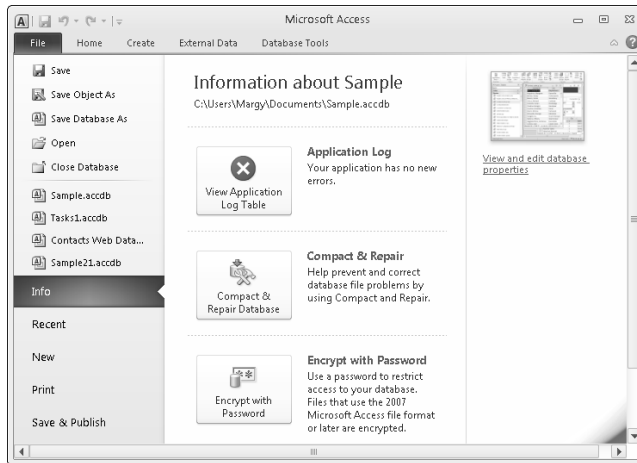 Microsoft Access
File Home Create External Data Database Tools
Save
Save Object As
Save Database As
Open
Close Database
Sample.accdb
Tasks1.accdb
Contacts Web Data...
Sample21.accdb
Info
Recent
New
Print
Save & Publish
Information about Sample
C:\Users\Margy\Documents\Sample.accdb
View Application
Log Table
Application Log
Your application has no new
errors.
Compact &
Repair Database
Compact & Repair
Help prevent and correct
database file problems by
using Compact and Repair.
Encrypt with
Password
Encrypt with Password
Use a password to restrict
access to your database.
Files that use the 2007
Microsoft Access file format
or later are encrypted.
View and edit database
properties